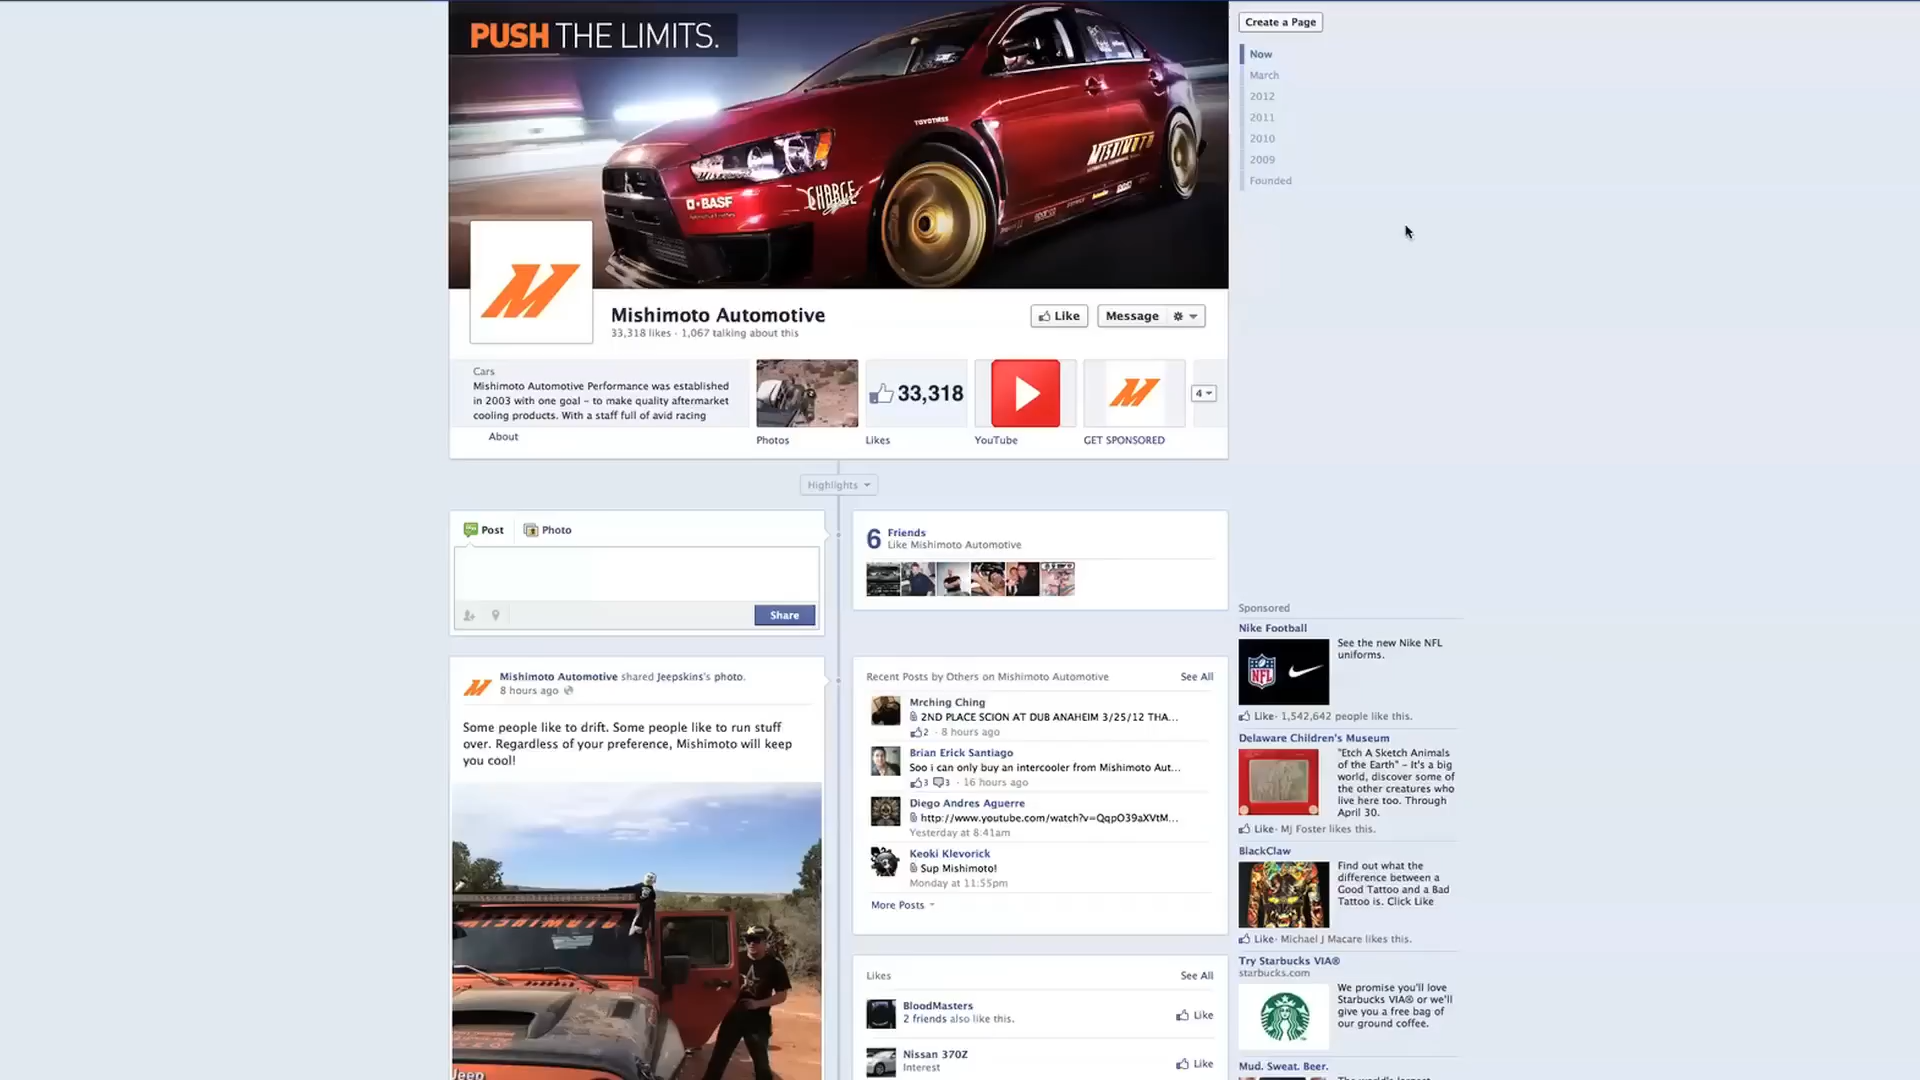 PUSH THE LIMITS.
TOYOTIRES
MISHIMOTO
CHARGE
BASF
Mishimoto Automotive
33,318 likes · 1,067 talking about this
Like
Message
Cars
Mishimoto Automotive Performance was established
in 2003 with one goal – to make quality aftermarket
cooling products. With a staff full of avid racing
About
Photos
33,318
Likes
YouTube
GET SPONSORED
4
Highlights
Post
Photo
Share
6 Friends
Like Mishimoto Automotive
Mishimoto Automotive shared Jeepskins's photo.
8 hours ago
Some people like to drift. Some people like to run stuff
over. Regardless of your preference, Mishimoto will keep
you cool!
MISHIMOTO
Jeep
Recent Posts by Others on Mishimoto Automotive
See All
Mrching Ching
2ND PLACE SCION AT DUB ANAHEIM 3/25/12 THA...
2 · 8 hours ago
Brian Erick Santiago
Soo i can only buy an intercooler from Mishimoto Aut...
3 3 · 16 hours ago
Diego Andres Aguerre
http://www.youtube.com/watch?v=QqpO39aXVtM...
Yesterday at 8:41am
Keoki Klevorick
Sup Mishimoto!
Monday at 11:55pm
More Posts
Likes
See All
BloodMasters
2 friends also like this.
Like
Nissan 370Z
Interest
Like
Create a Page
Now
March
2012
2011
2010
2009
Founded
Sponsored
Nike Football
NFL
See the new Nike NFL
uniforms.
Like · 1,542,642 people like this.
Delaware Children's Museum
"Etch A Sketch Animals
of the Earth" – It's a big
world, discover some of
the other creatures who
live here too. Through
April 30.
Like · MJ Foster likes this.
BlackClaw
Find out what the
difference between a
Good Tattoo and a Bad
Tattoo is. Click Like
Like · Michael J Macare likes this.
Try Starbucks VIA®
starbucks.com
We promise you'll love
Starbucks VIA® or we'll
give you a free bag of
our ground coffee.
Mud. Sweat. Beer.